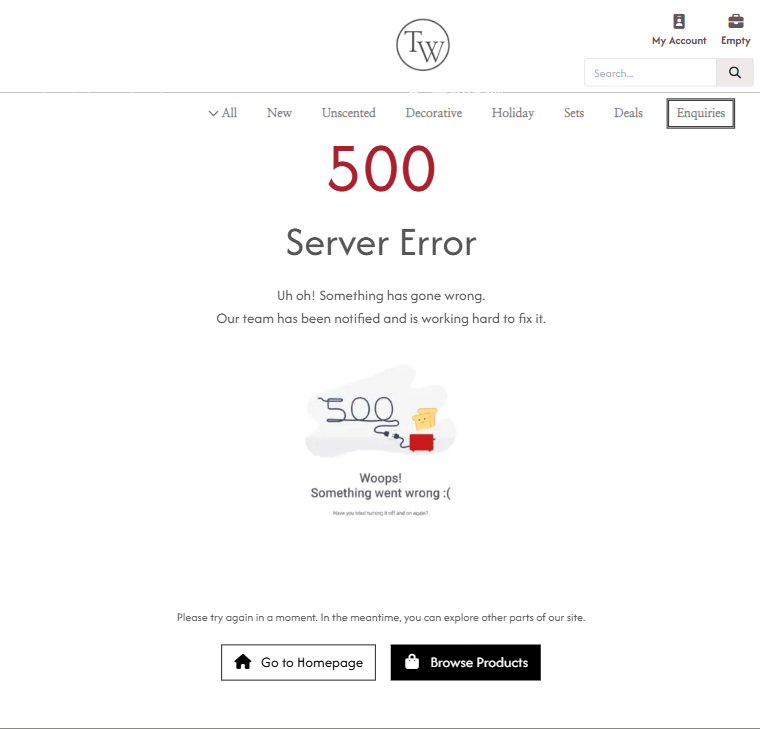 TW
My Account
Empty
Search...
All
New
Unscented
Decorative
Holiday
Sets
Deals
Enquiries
500
Server Error
Uh oh! Something has gone wrong.
Our team has been notified and is working hard to fix it.
500
Woops!
Something went wrong :(
Have you tried turning it off and on again?
Please try again in a moment. In the meantime, you can explore other parts of our site.
Go to Homepage
Browse Products